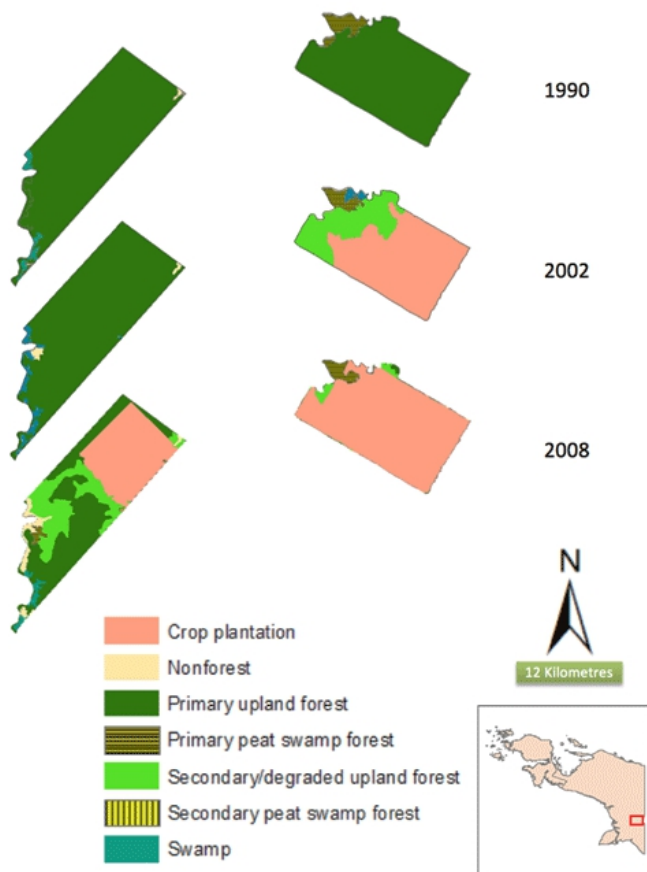 1990
2002
2008
N
12 Kilometres
Crop plantation
Nonforest
Primary upland forest
Primary peat swamp forest
Secondary/degraded upland forest
Secondary peat swamp forest
Swamp